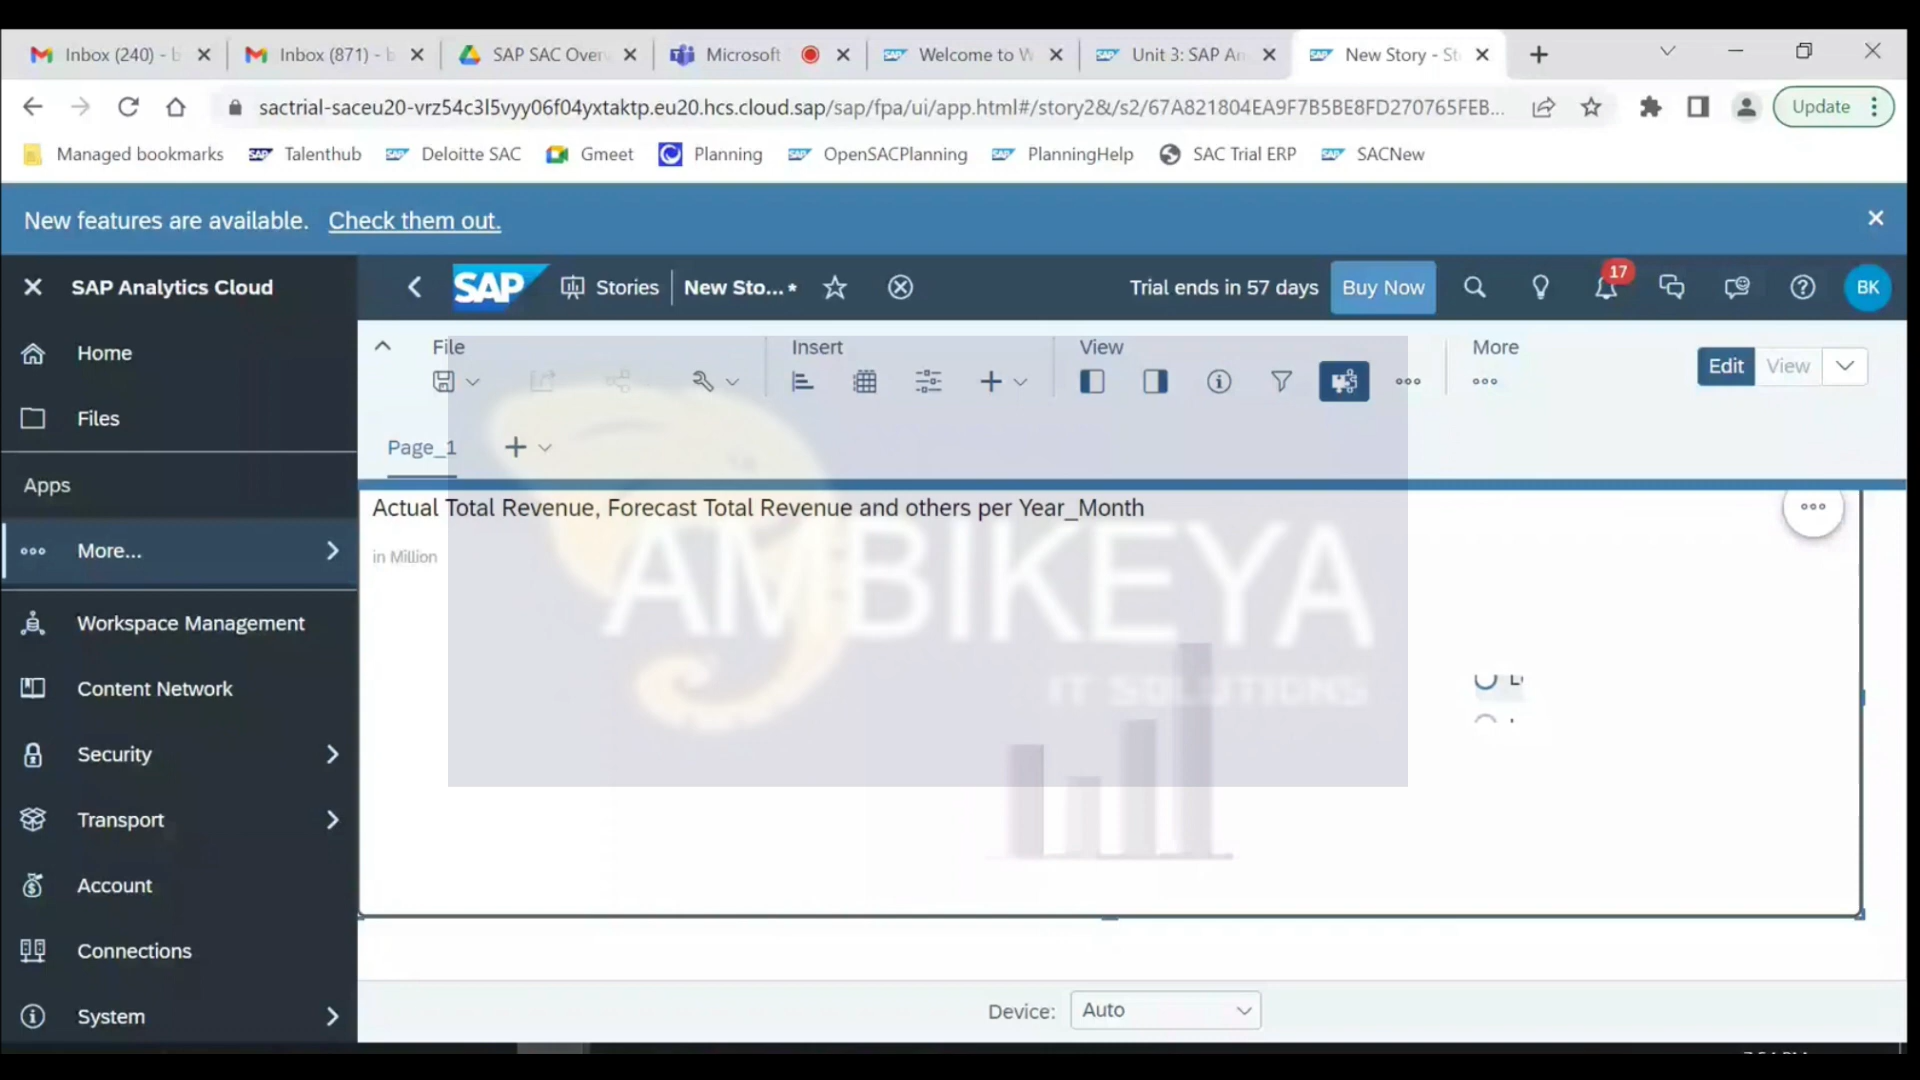 Inbox (240) - b
Inbox (871) - b
SAP SAC Over
Microsoft
Welcome to W
Unit 3: SAP An
New Story - St
sactrial-saceu20-vrz54c3l5vyy06f04yxtaktp.eu20.hcs.cloud.sap/sap/fpa/ui/app.html#/story2&/s2/67A821804EA9F7B5BE8FD270765FEB...
Update
Managed bookmarks
Talenthub
Deloitte SAC
Gmeet
Planning
OpenSACPlanning
PlanningHelp
SAC Trial ERP
SACNew
New features are available. Check them out.
SAP Analytics Cloud
SAP
Stories
New Sto... *
Trial ends in 57 days
Buy Now
17
BK
Home
Files
Apps
More...
Workspace Management
Content Network
Security
Transport
Account
Connections
System
File
Insert
View
More
Edit
View
Page_1
Actual Total Revenue, Forecast Total Revenue and others per Year_Month
in Million
AMBIKEYA
IT SOLUTIONS
Device:
Auto